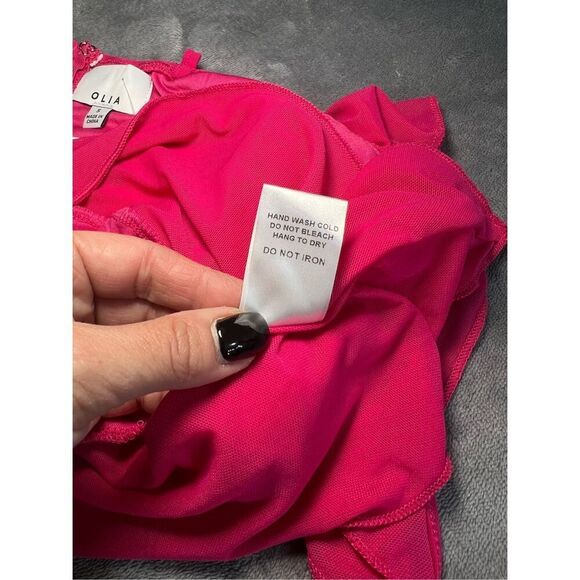 OLIA
S
MADE IN
CHINA
HAND WASH COLD
DO NOT BLEACH
HANG TO DRY
DO NOT IRON